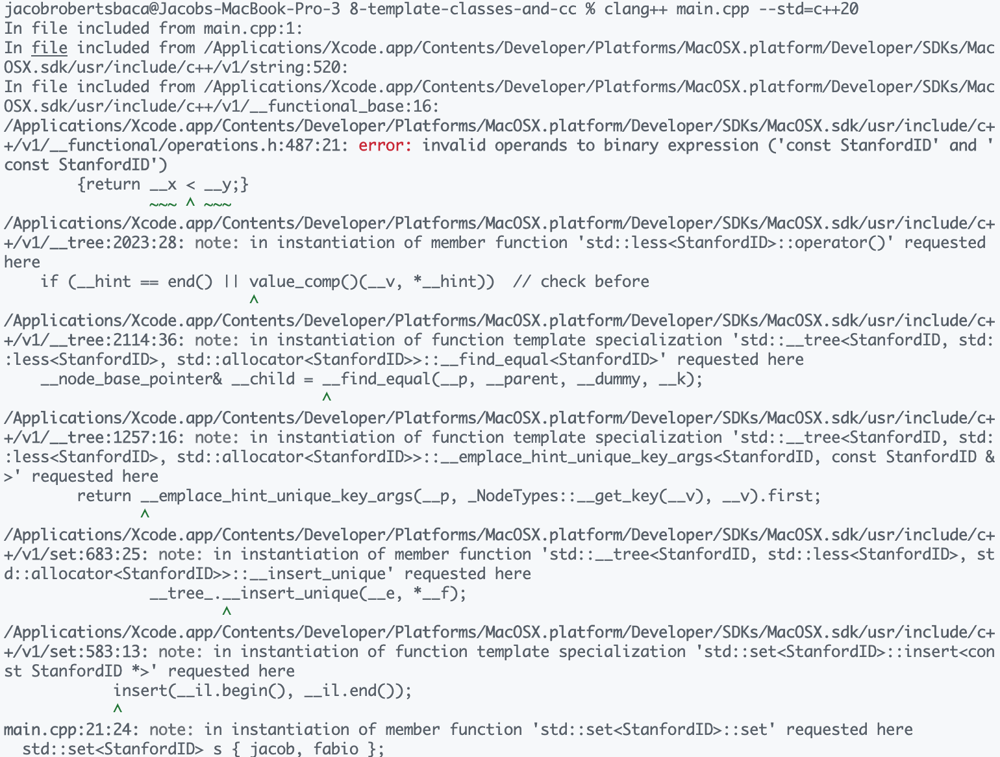 jacobrobertsbaca@Jacobs-MacBook-Pro-3 8-template-classes-and-cc % clang++ main.cpp --std=c++20
In file included from main.cpp:1:
In file included from /Applications/Xcode.app/Contents/Developer/Platforms/MacOSX.platform/Developer/SDKs/Mac
OSX.sdk/usr/include/c++/v1/string:520:
In file included from /Applications/Xcode.app/Contents/Developer/Platforms/MacOSX.platform/Developer/SDKs/Mac
OSX.sdk/usr/include/c++/v1/__functional_base:16:
/Applications/Xcode.app/Contents/Developer/Platforms/MacOSX.platform/Developer/SDKs/MacOSX.sdk/usr/include/c+
+/v1/__functional/operations.h:487:21: error: invalid operands to binary expression ('const StanfordID' and '
const StanfordID')
        {return __x < __y;}
                ~~~ ^ ~~~
/Applications/Xcode.app/Contents/Developer/Platforms/MacOSX.platform/Developer/SDKs/MacOSX.sdk/usr/include/c+
+/v1/__tree:2023:28: note: in instantiation of member function 'std::less<StanfordID>::operator()' requested
here
    if (__hint == end() || value_comp()(__v, *__hint))  // check before
                           ^
/Applications/Xcode.app/Contents/Developer/Platforms/MacOSX.platform/Developer/SDKs/MacOSX.sdk/usr/include/c+
+/v1/__tree:2114:36: note: in instantiation of function template specialization 'std::__tree<StanfordID, std:
:less<StanfordID>, std::allocator<StanfordID>>::__find_equal<StanfordID>' requested here
    __node_base_pointer& __child = __find_equal(__p, __parent, __dummy, __k);
                                   ^
/Applications/Xcode.app/Contents/Developer/Platforms/MacOSX.platform/Developer/SDKs/MacOSX.sdk/usr/include/c+
+/v1/__tree:1257:16: note: in instantiation of function template specialization 'std::__tree<StanfordID, std:
:less<StanfordID>, std::allocator<StanfordID>>::__emplace_hint_unique_key_args<StanfordID, const StanfordID &
>' requested here
        return __emplace_hint_unique_key_args(__p, _NodeTypes::__get_key(__v), __v).first;
               ^
/Applications/Xcode.app/Contents/Developer/Platforms/MacOSX.platform/Developer/SDKs/MacOSX.sdk/usr/include/c+
+/v1/set:683:25: note: in instantiation of member function 'std::__tree<StanfordID, std::less<StanfordID>, st
d::allocator<StanfordID>>::__insert_unique' requested here
                __tree_.__insert_unique(__e, *__f);
                        ^
/Applications/Xcode.app/Contents/Developer/Platforms/MacOSX.platform/Developer/SDKs/MacOSX.sdk/usr/include/c+
+/v1/set:583:13: note: in instantiation of function template specialization 'std::set<StanfordID>::insert<con
st StanfordID *>' requested here
            insert(__il.begin(), __il.end());
            ^
main.cpp:21:24: note: in instantiation of member function 'std::set<StanfordID>::set' requested here
  std::set<StanfordID> s { jacob, fabio };